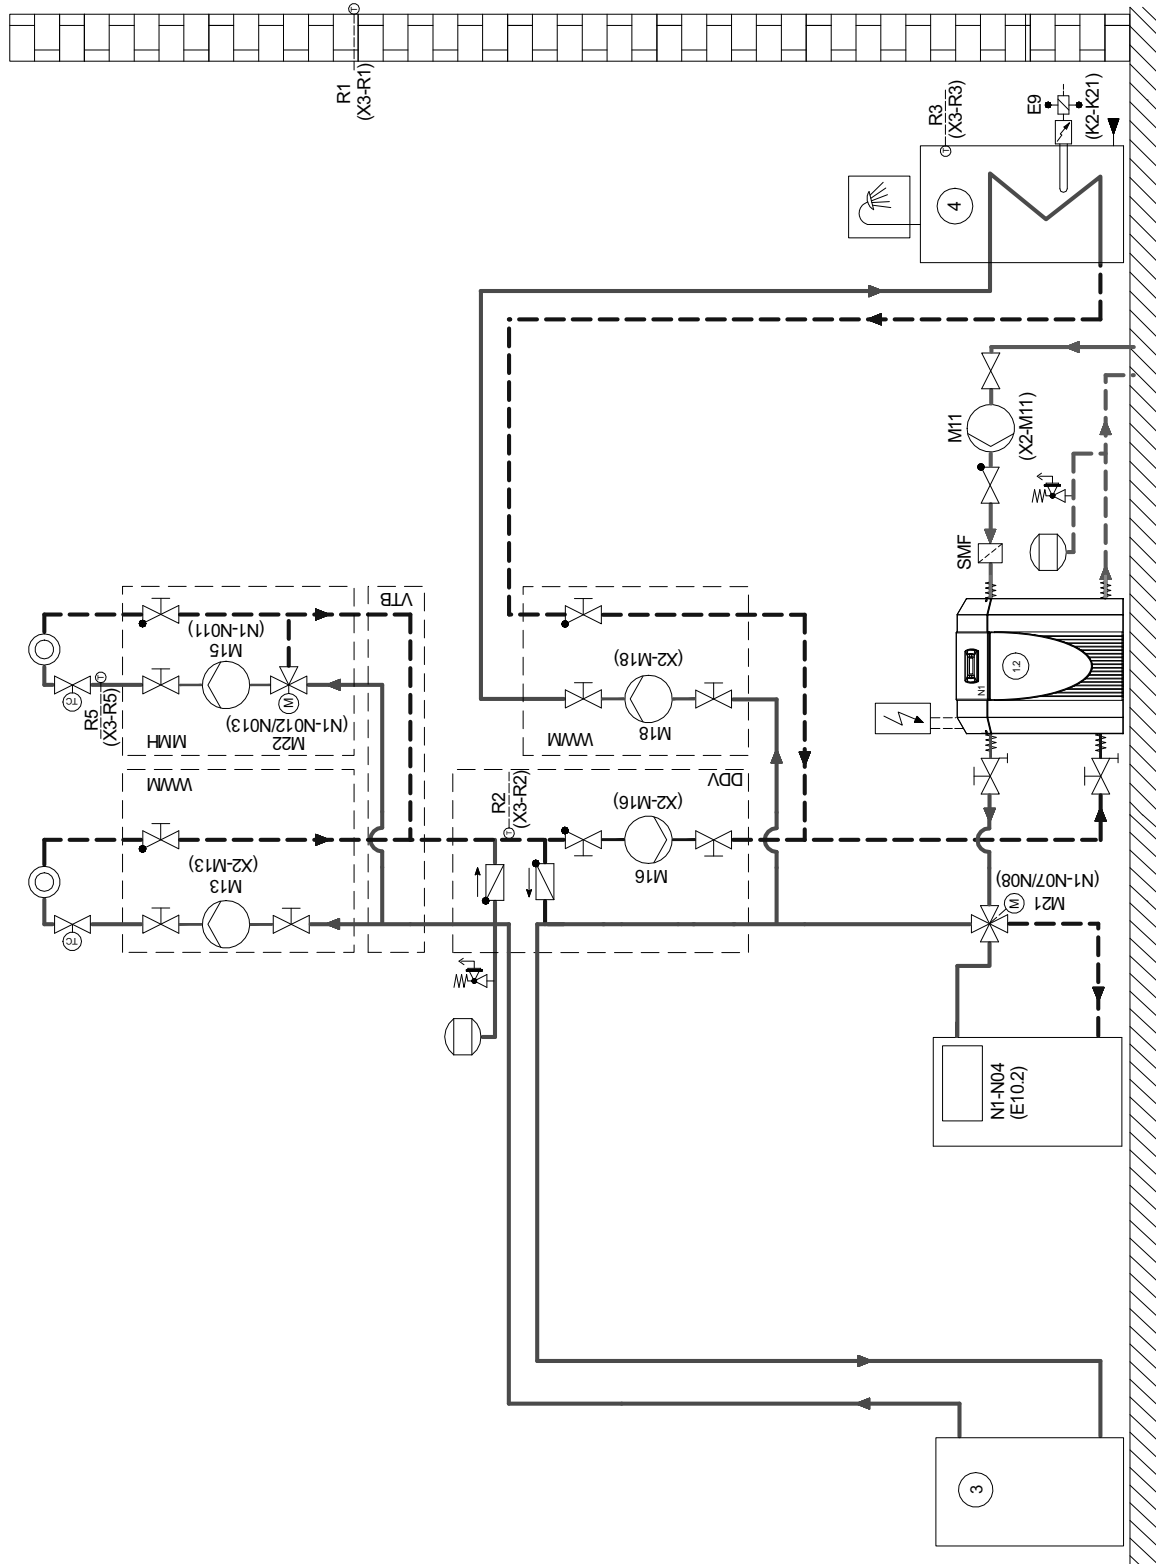 R1
(X3-R1)
R3
(X3-R3)
E9
(K2-K21)
4
T
T
M11
(X2-M11)
SMF
VTB
(N1-N011)
M15
TC
T
R5
(X3-R5)
M
M22
(N1-N012/N013)
MMH
WWM
(X2-M18)
M18
N1
1.2
WWM
(X2-M13)
M13
TC
R2
(X3-R2)
T
DDV
(X2-M16)
M16
M
M21
(N1-N07/N08)
N1-N04
(E10.2)
3